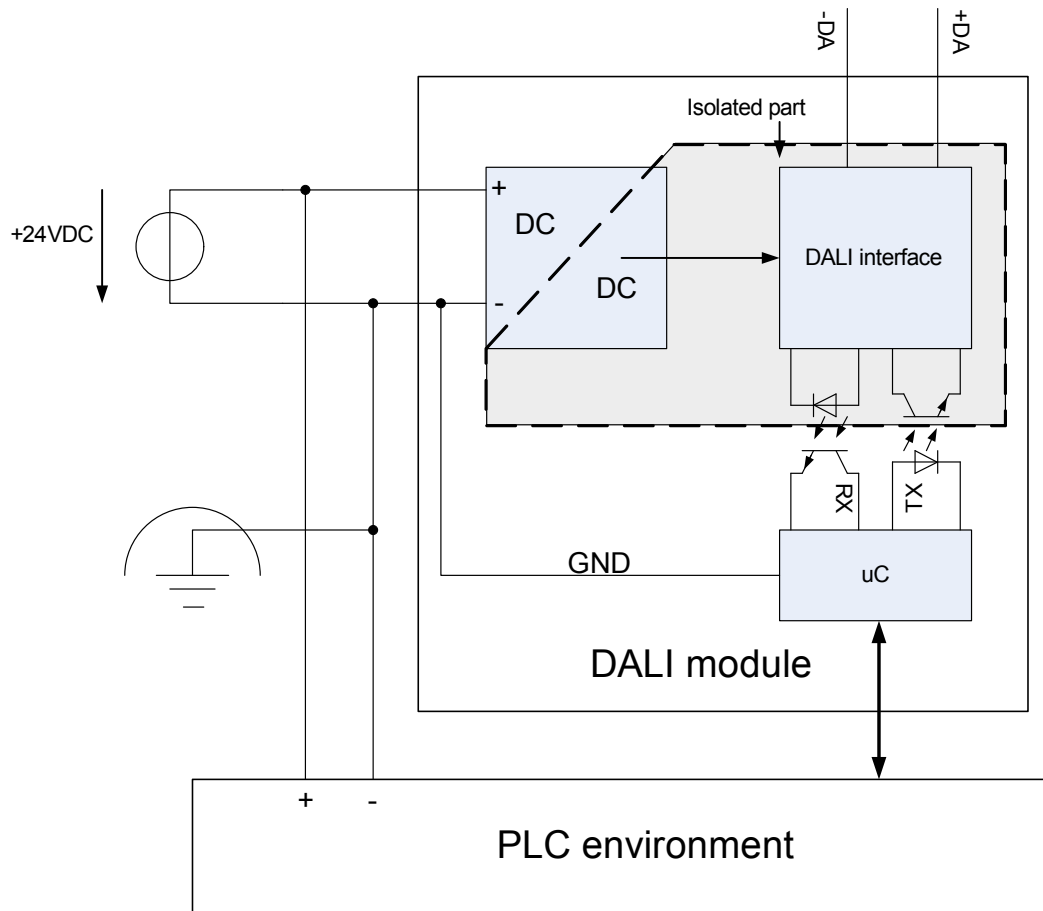 -DA
+DA
Isolated part
+24VDC
+
DC
DC
-
DALI interface
RX
TX
GND
uC
DALI module
+
-
PLC environment